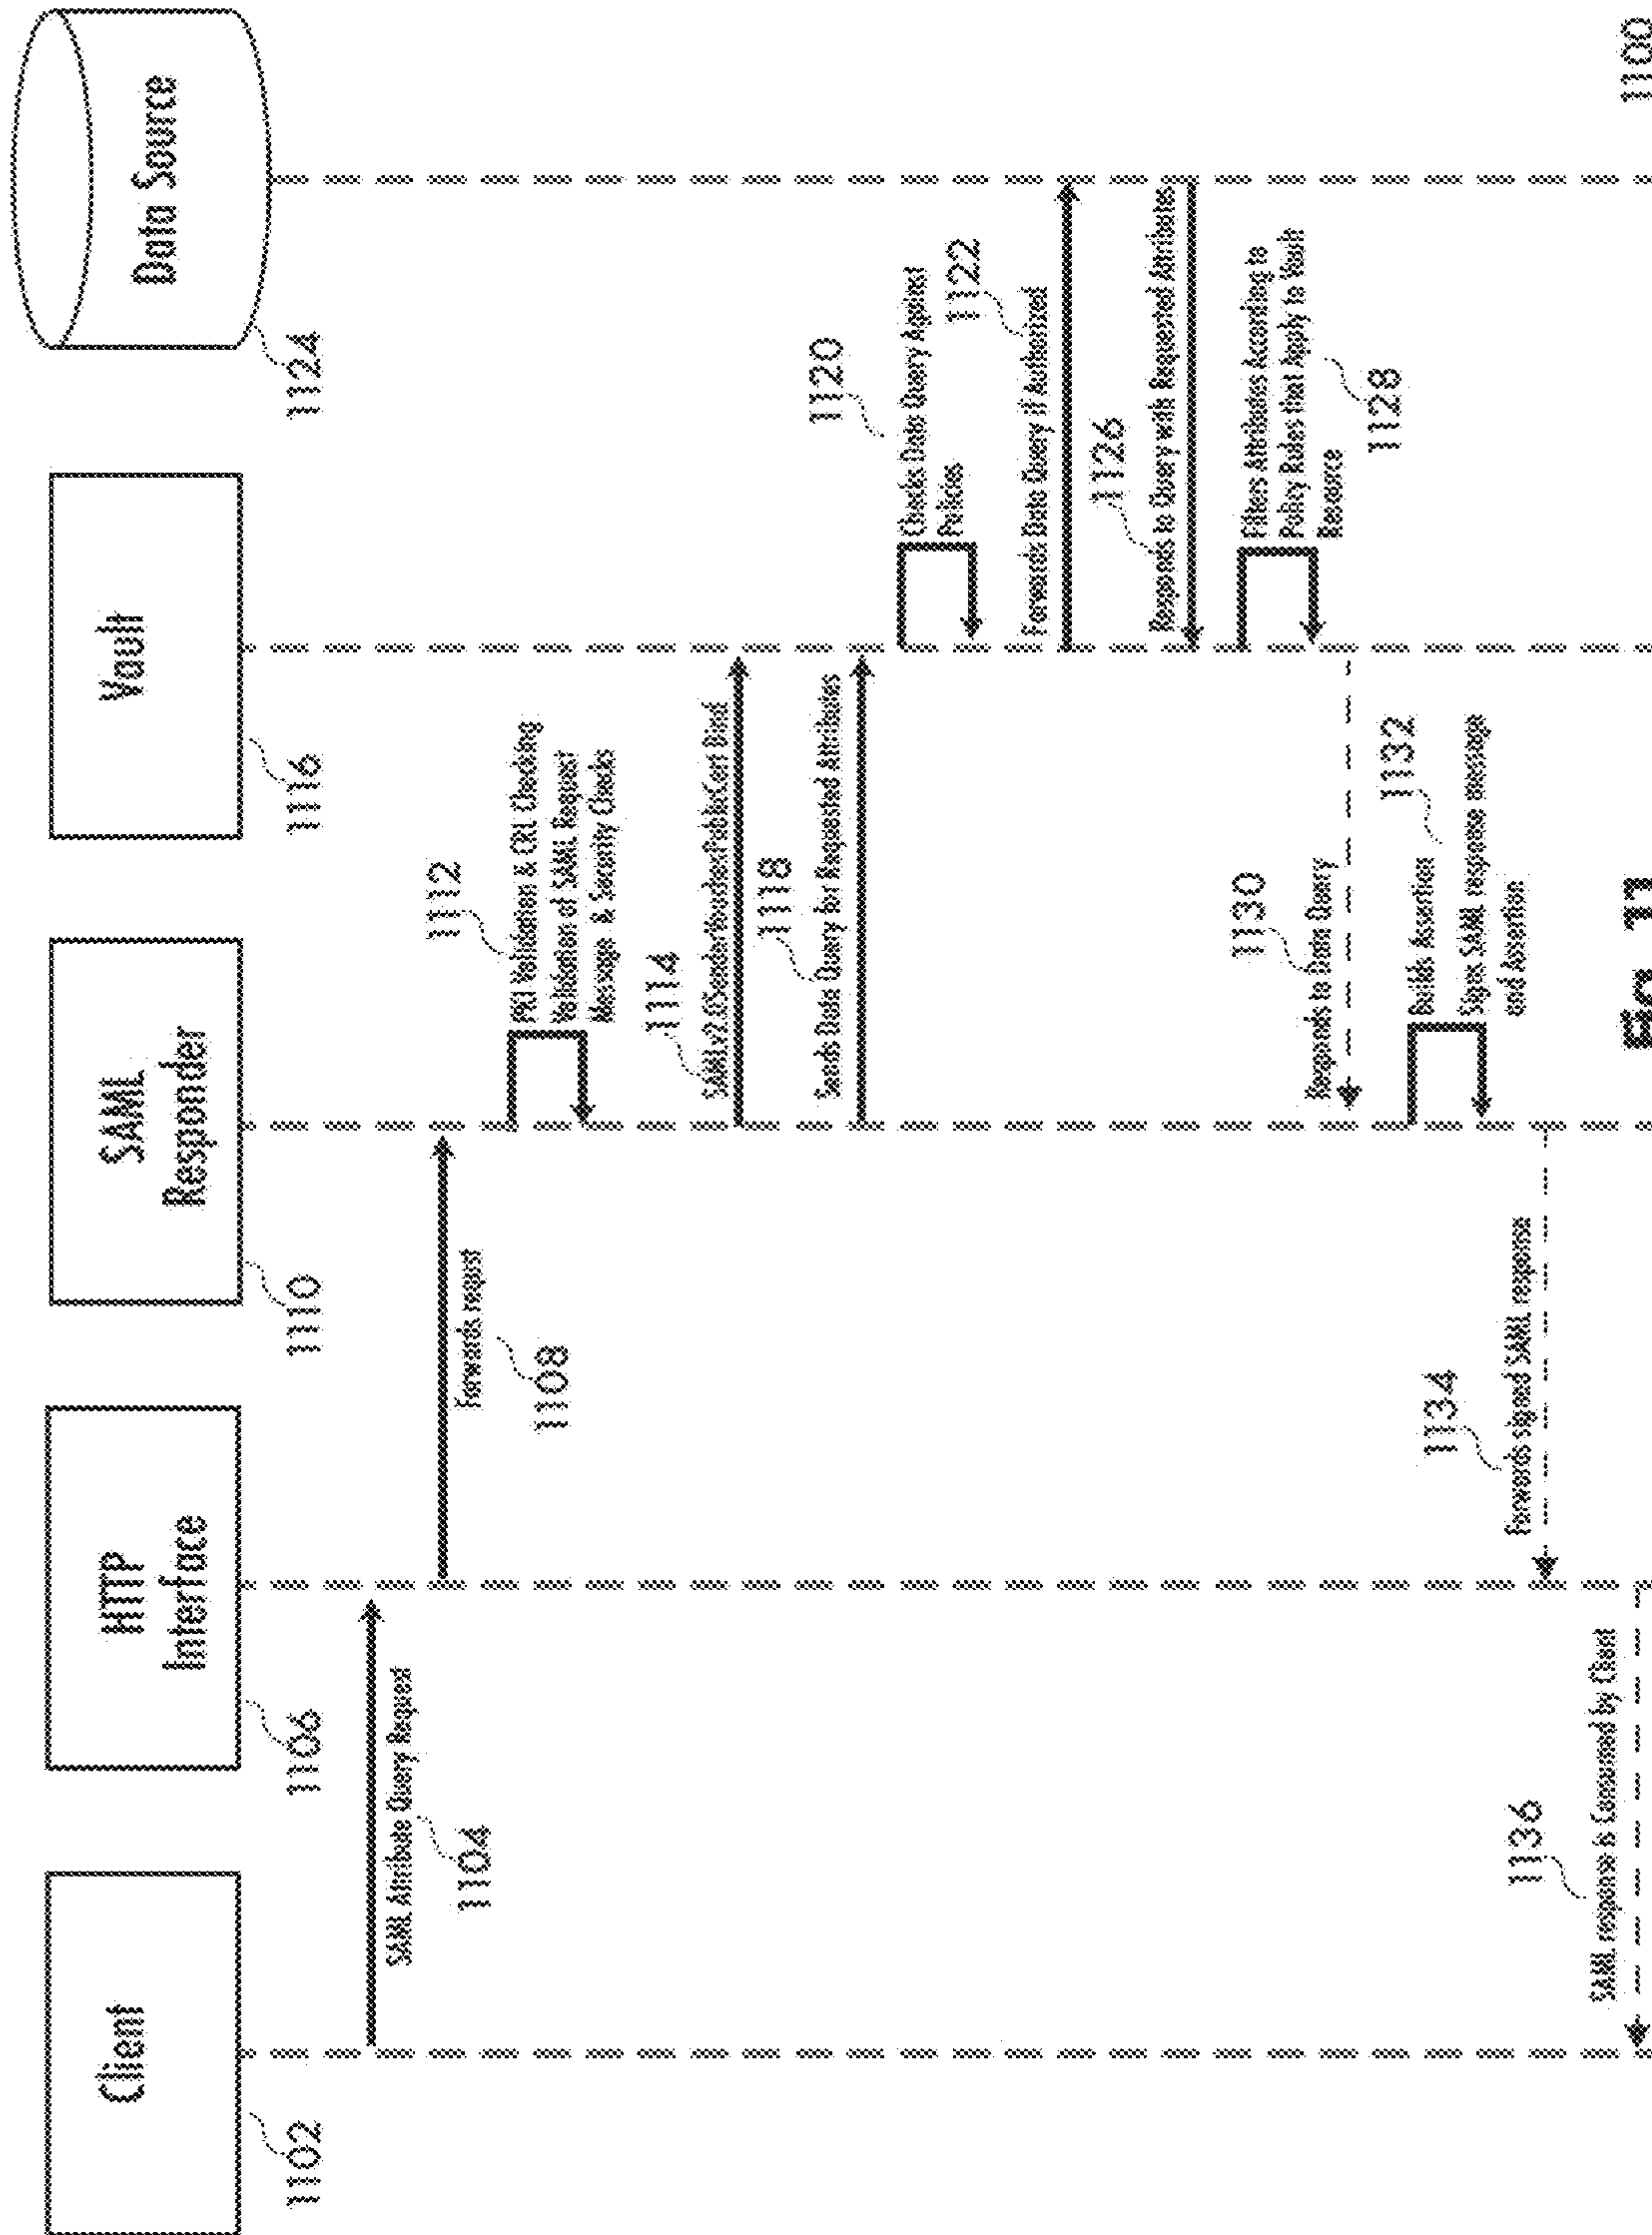 Client
HTTP
Interface
SAML
Responder
Vault
Data Source
1102
1106
1110
1116
1124
SAML Attribute Query Request
1104
Forwards request
1108
1112
PKI Validation & CRL Checking
Validation of SAML Request
Message & Security Checks
1114
SAMLv2.0SenderVouchesPublicCert Bind
1118
Sends Data Query for Requested Attributes
1120
Checks Data Query Against
Policies
1122
Forwards Data Query if Authorized
1126
Responds to Query with Requested Attributes
Filters Attributes According to
Policy Rules that Apply to Vault
Resource
1128
1130
Responds to Data Query
1132
Builds Assertion
Signs SAML response message
and Assertion
1134
Forwards signed SAML response
1136
SAML response is Consumed by Client
Fig. 11
1100